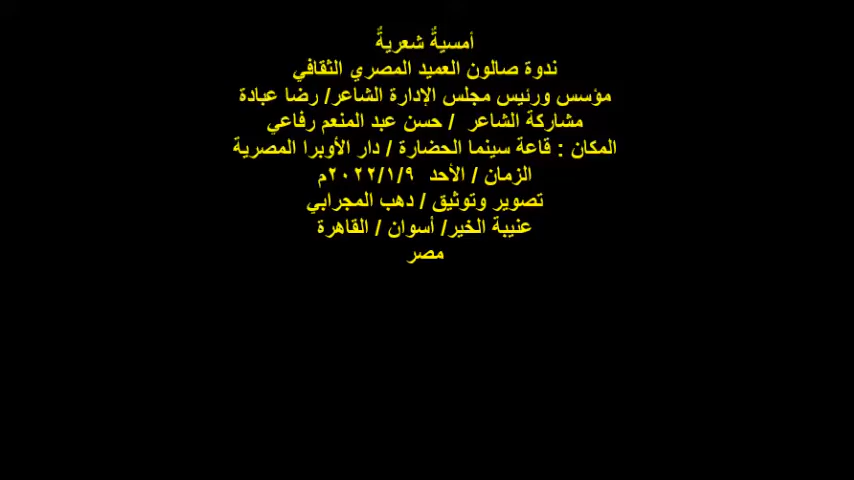 أمسيةٌ شعريةٌ
ندوة صالون العميد المصري الثقافي
مؤسس ورئيس مجلس الإدارة الشاعر/ رضا عبادة
مشاركة الشاعر / حسن عبد المنعم رفاعي
المكان : قاعة سينما الحضارة / دار الأوبرا المصرية
الزمان / الأحد ٢٠٢٢/١/٩م
تصوير وتوثيق / دهب المجرابي
عنيبة الخير/ أسوان / القاهرة
مصر